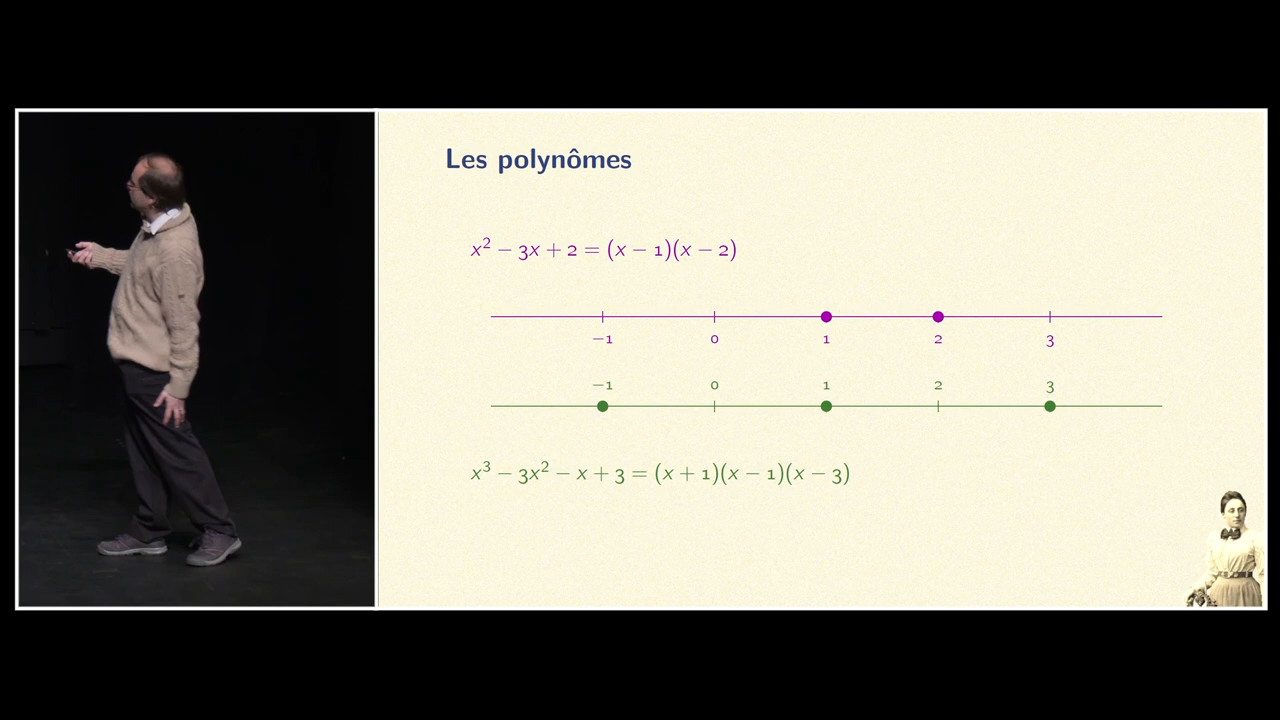 Les polynômes
x² − 3x + 2 = (x − 1)(x − 2)
−1 0 1 2 3
−1 0 1 2 3
x³ − 3x² − x + 3 = (x + 1)(x − 1)(x − 3)